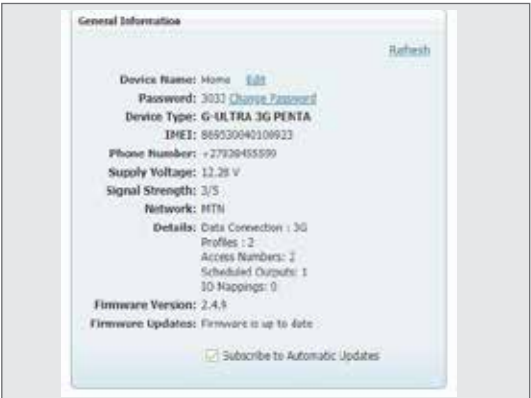 General Information
Refresh
Device Name: Home Edit
Password: 3033 Change Password
Device Type: G-ULTRA 3G PENTA
IMEI: 869530040100923
Phone Number: +27839455599
Supply Voltage: 12.28 V
Signal Strength: 3/5
Network: MTN
Details: Data Connection : 3G
Profiles : 2
Access Numbers: 2
Scheduled Outputs: 1
IO Mappings: 0
Firmware Version: 2.4.9
Firmware Updates: Firmware is up to date
Subscribe to Automatic Updates